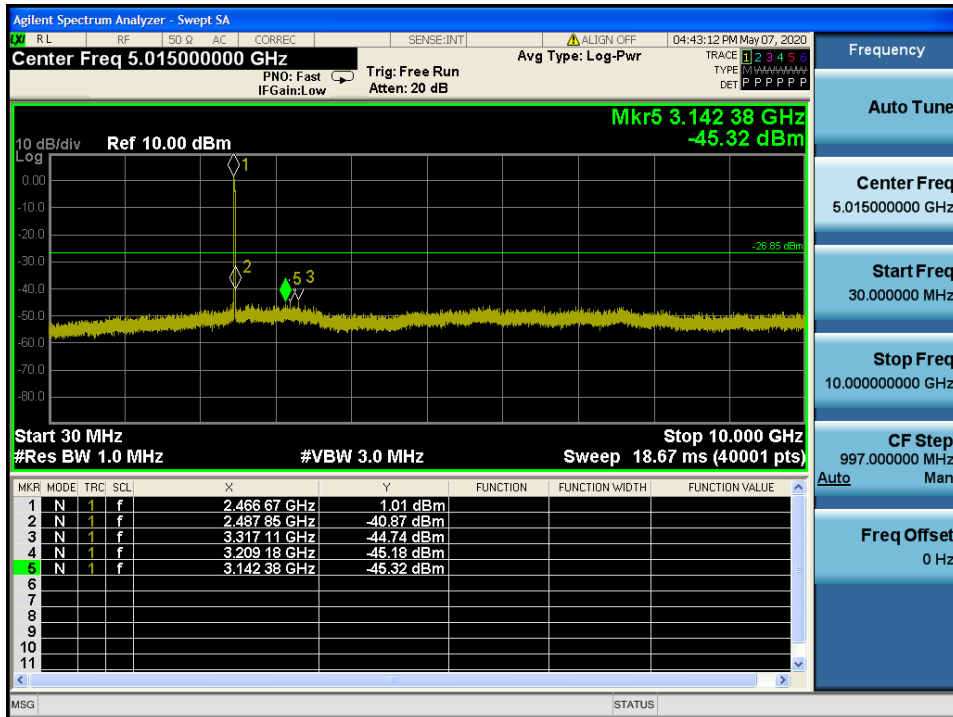 Agilent Spectrum Analyzer - Swept SA
LXI RL RF 50 Ω AC CORREC SENSE:INT ALIGN OFF 04:43:12 PM May 07, 2020
Center Freq 5.015000000 GHz
PNO: Fast
IFGain:Low
Trig: Free Run
Atten: 20 dB
Avg Type: Log-Pwr
TRACE 1 2 3 4 5 6
TYPE M WWWWW
DET P P P P P P
Mkr5 3.142 38 GHz
-45.32 dBm
10 dB/div Ref 10.00 dBm
Log
0.00
-10.0
-20.0
-30.0
-40.0
-50.0
-60.0
-70.0
-80.0
1
2
5 3
-26.85 dBm
Start 30 MHz Stop 10.000 GHz
#Res BW 1.0 MHz #VBW 3.0 MHz Sweep 18.67 ms (40001 pts)
MKR MODE TRC SCL X Y FUNCTION FUNCTION WIDTH FUNCTION VALUE
1 N 1 f 2.466 67 GHz 1.01 dBm
2 N 1 f 2.487 85 GHz -40.87 dBm
3 N 1 f 3.317 11 GHz -44.74 dBm
4 N 1 f 3.209 18 GHz -45.18 dBm
5 N 1 f 3.142 38 GHz -45.32 dBm
6
7
8
9
10
11
MSG STATUS
Frequency
Auto Tune
Center Freq
5.015000000 GHz
Start Freq
30.000000 MHz
Stop Freq
10.000000000 GHz
CF Step
997.000000 MHz
Auto Man
Freq Offset
0 Hz